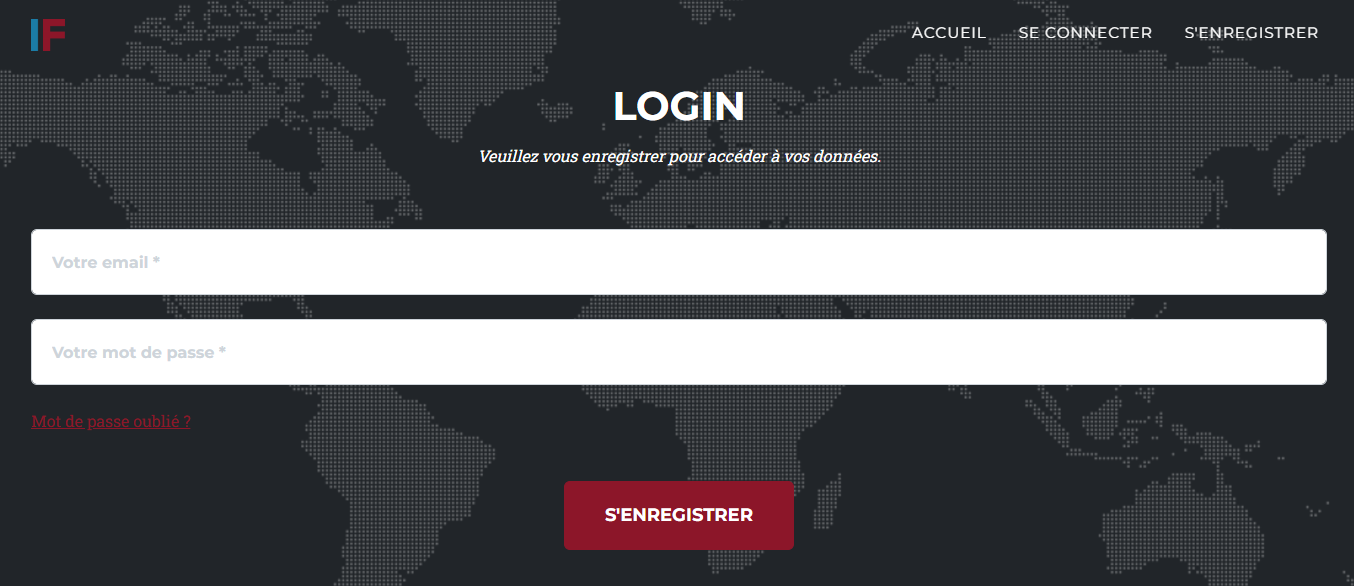 IF
ACCUEIL SE CONNECTER S'ENREGISTRER
LOGIN
Veuillez vous enregistrer pour accéder à vos données.
Votre email *
Votre mot de passe *
Mot de passe oublié ?
S'ENREGISTRER